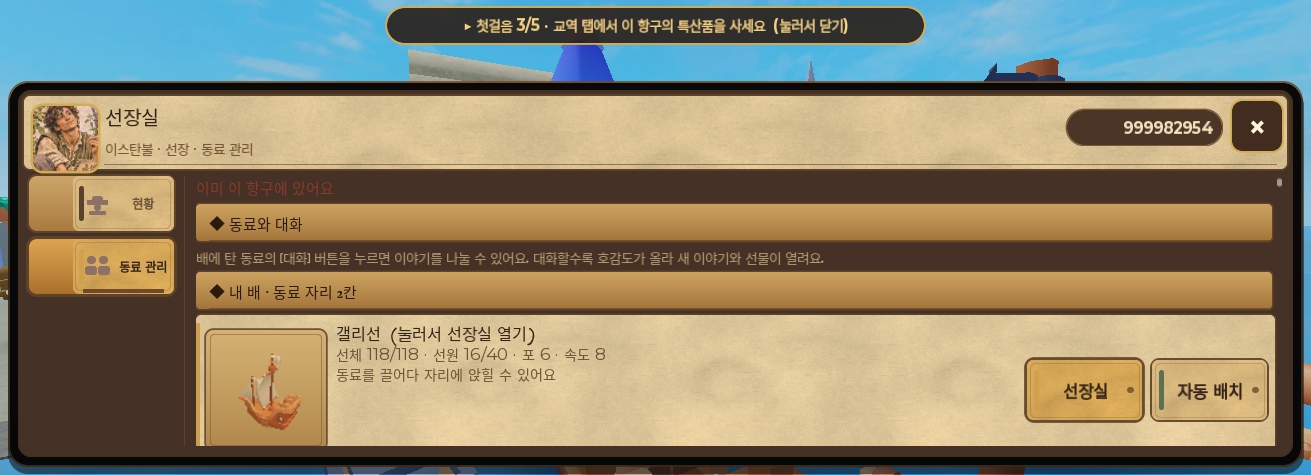 ▸ 첫걸음 3/5 · 교역 탭에서 이 항구의 특산품을 사세요 (눌러서 닫기)
선장실
이스탄불 · 선장 · 동료 관리
999982954
×
현황
동료 관리
이미 이 항구에 있어요
◆ 동료와 대화
배에 탄 동료의 [대화] 버튼을 누르면 이야기를 나눌 수 있어요. 대화할수록 호감도가 올라 새 이야기와 선물이 열려요.
◆ 내 배 · 동료 자리 2칸
갤리선 (눌러서 선장실 열기)
선체 118/118 · 선원 16/40 · 포 6 · 속도 8
동료를 끌어다 자리에 앉힐 수 있어요
선장실
자동 배치